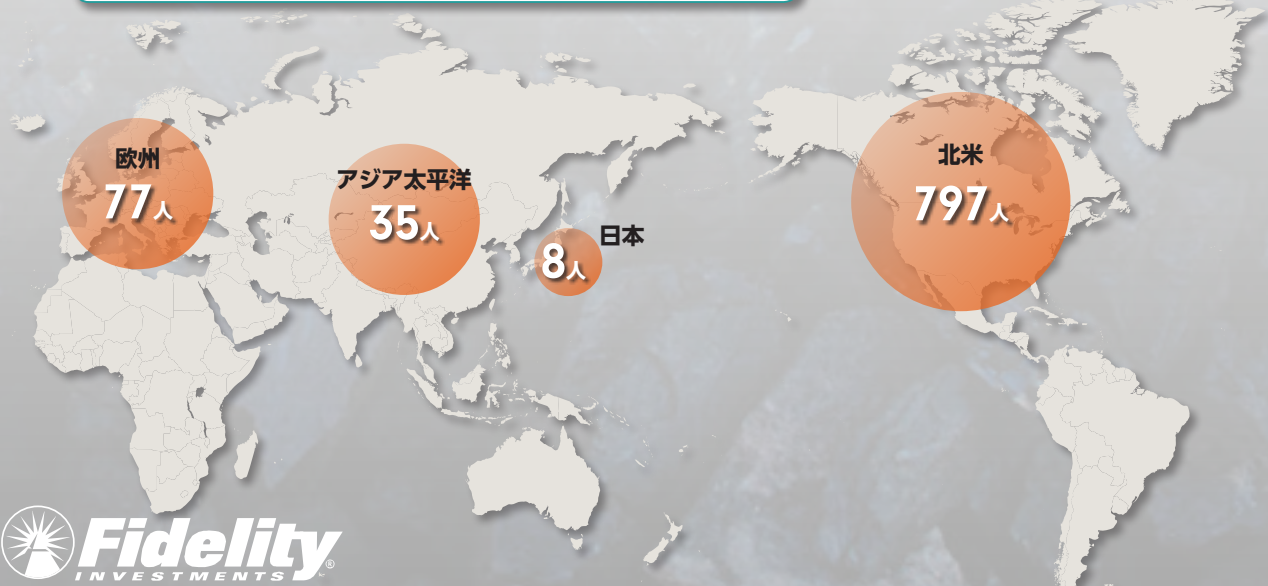 欧州
77人
アジア太平洋
35人
日本
8人
北米
797人
Fidelity®
INVESTMENTS